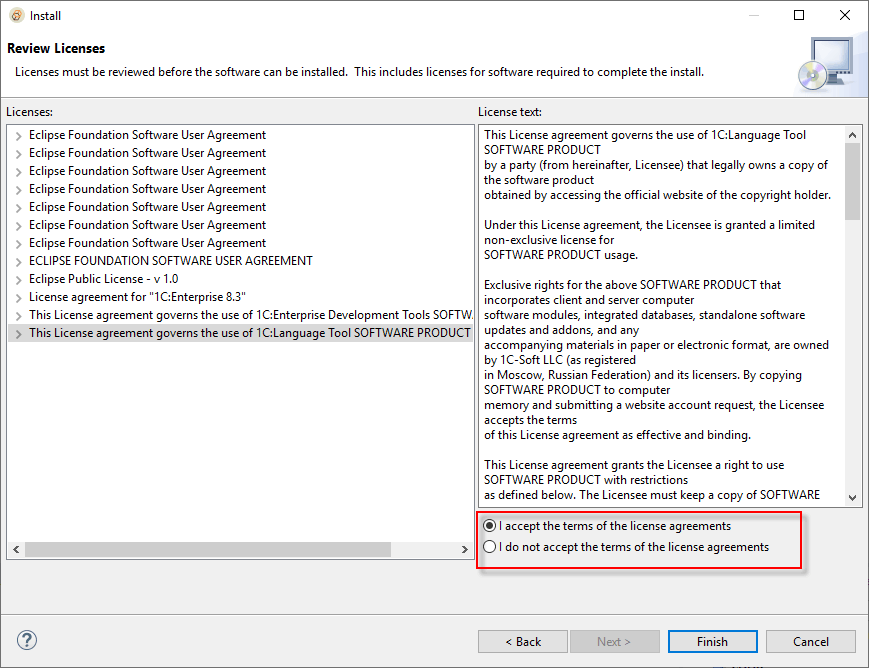 Install
Review Licenses
Licenses must be reviewed before the software can be installed.  This includes licenses for software required to complete the install.
Licenses:
Eclipse Foundation Software User Agreement
Eclipse Foundation Software User Agreement
Eclipse Foundation Software User Agreement
Eclipse Foundation Software User Agreement
Eclipse Foundation Software User Agreement
Eclipse Foundation Software User Agreement
Eclipse Foundation Software User Agreement
ECLIPSE FOUNDATION SOFTWARE USER AGREEMENT
Eclipse Public License - v 1.0
License agreement for "1C:Enterprise 8.3"
This License agreement governs the use of 1C:Enterprise Development Tools SOFTW
This License agreement governs the use of 1C:Language Tool SOFTWARE PRODUCT
License text:
This License agreement governs the use of 1C:Language Tool
SOFTWARE PRODUCT
by a party (from hereinafter, Licensee) that legally owns a copy of
the software product
obtained by accessing the official website of the copyright holder.
Under this License agreement, the Licensee is granted a limited
non-exclusive license for
SOFTWARE PRODUCT usage.
Exclusive rights for the above SOFTWARE PRODUCT that
incorporates client and server computer
software modules, integrated databases, standalone software
updates and addons, and any
accompanying materials in paper or electronic format, are owned
by 1C-Soft LLC (as registered
in Moscow, Russian Federation) and its licensers. By copying
SOFTWARE PRODUCT to computer
memory and submitting a website account request, the Licensee
accepts the terms
of this License agreement as effective and binding.
This License agreement grants the Licensee a right to use
SOFTWARE PRODUCT with restrictions
as defined below. The Licensee must keep a copy of SOFTWARE
I accept the terms of the license agreements
I do not accept the terms of the license agreements
?
< Back
Next >
Finish
Cancel